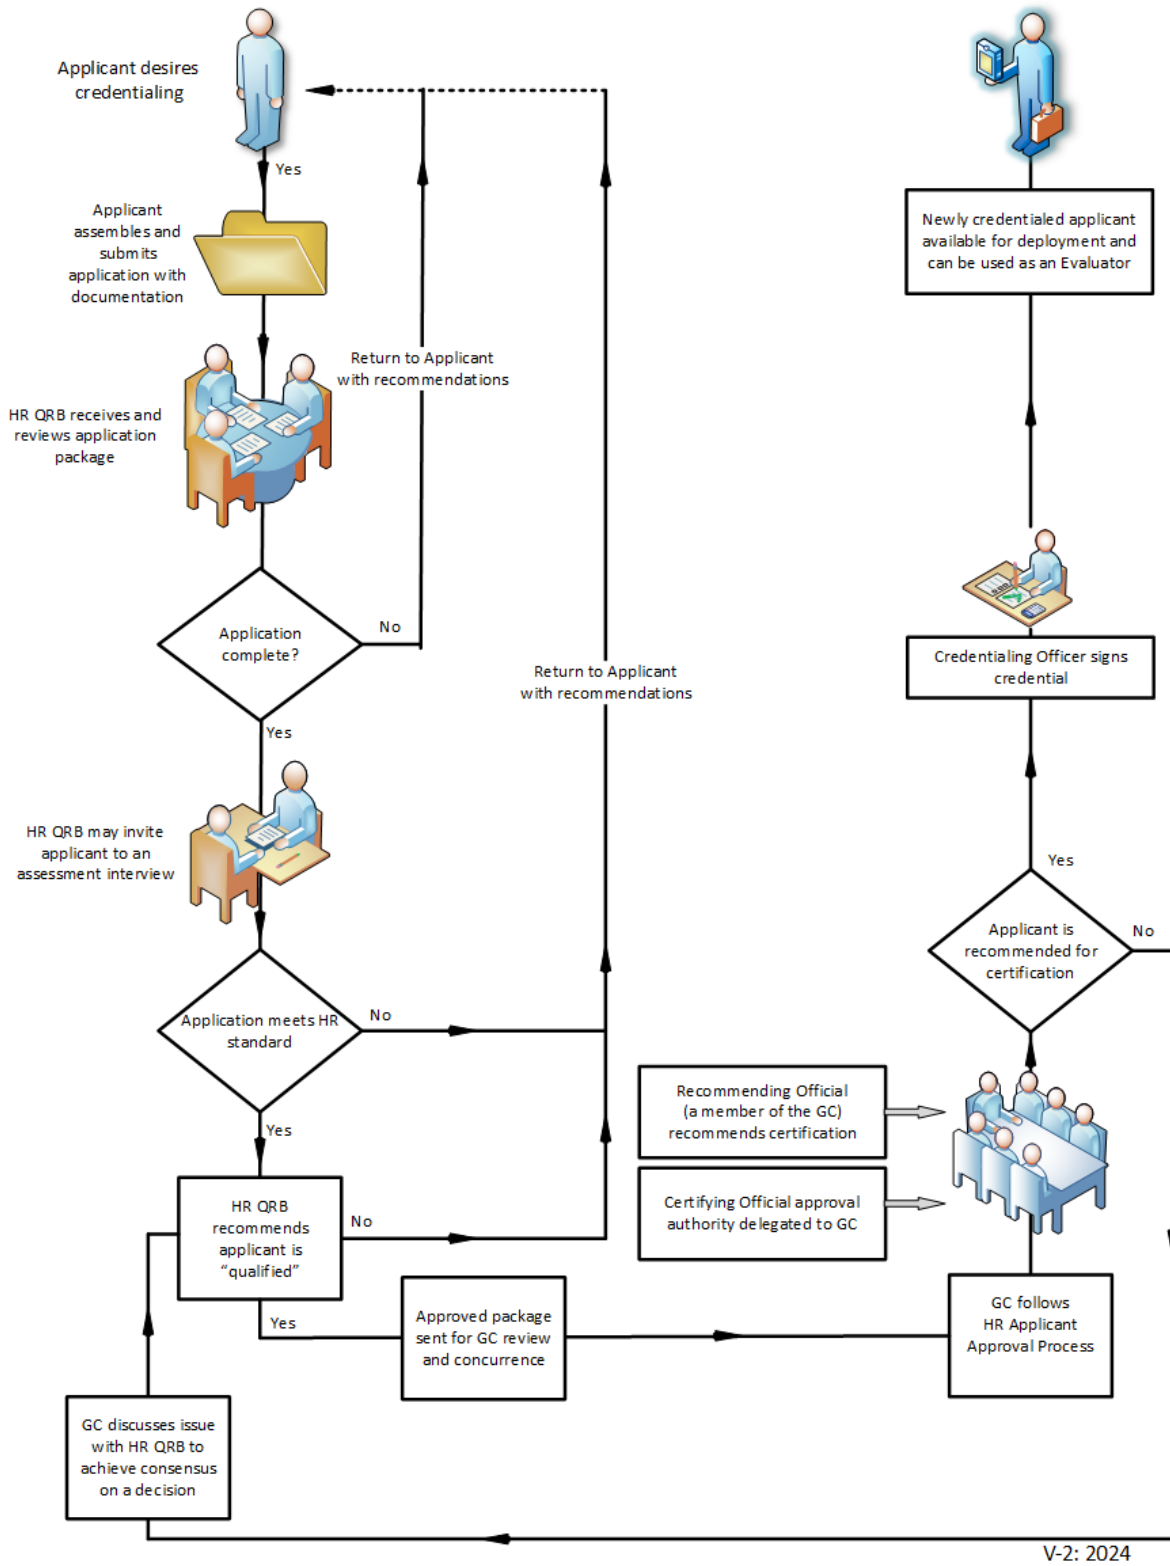 Applicant desires
credentialing
Yes
Applicant
assembles and
submits
application with
documentation
HR QRB receives and
reviews application
package
Return to Applicant
with recommendations
Application
complete?
No
Yes
HR QRB may invite
applicant to an
assessment interview
Return to Applicant
with recommendations
Application meets HR
standard
No
Yes
HR QRB
recommends
applicant is
“qualified”
No
Yes
Approved package
sent for GC review
and concurrence
GC discusses issue
with HR QRB to
achieve consensus
on a decision
Newly credentialed applicant
available for deployment and
can be used as an Evaluator
Credentialing Officer signs
credential
Yes
Applicant is
recommended for
certification
No
Recommending Official
(a member of the GC)
recommends certification
Certifying Official approval
authority delegated to GC
GC follows
HR Applicant
Approval Process
V-2: 2024